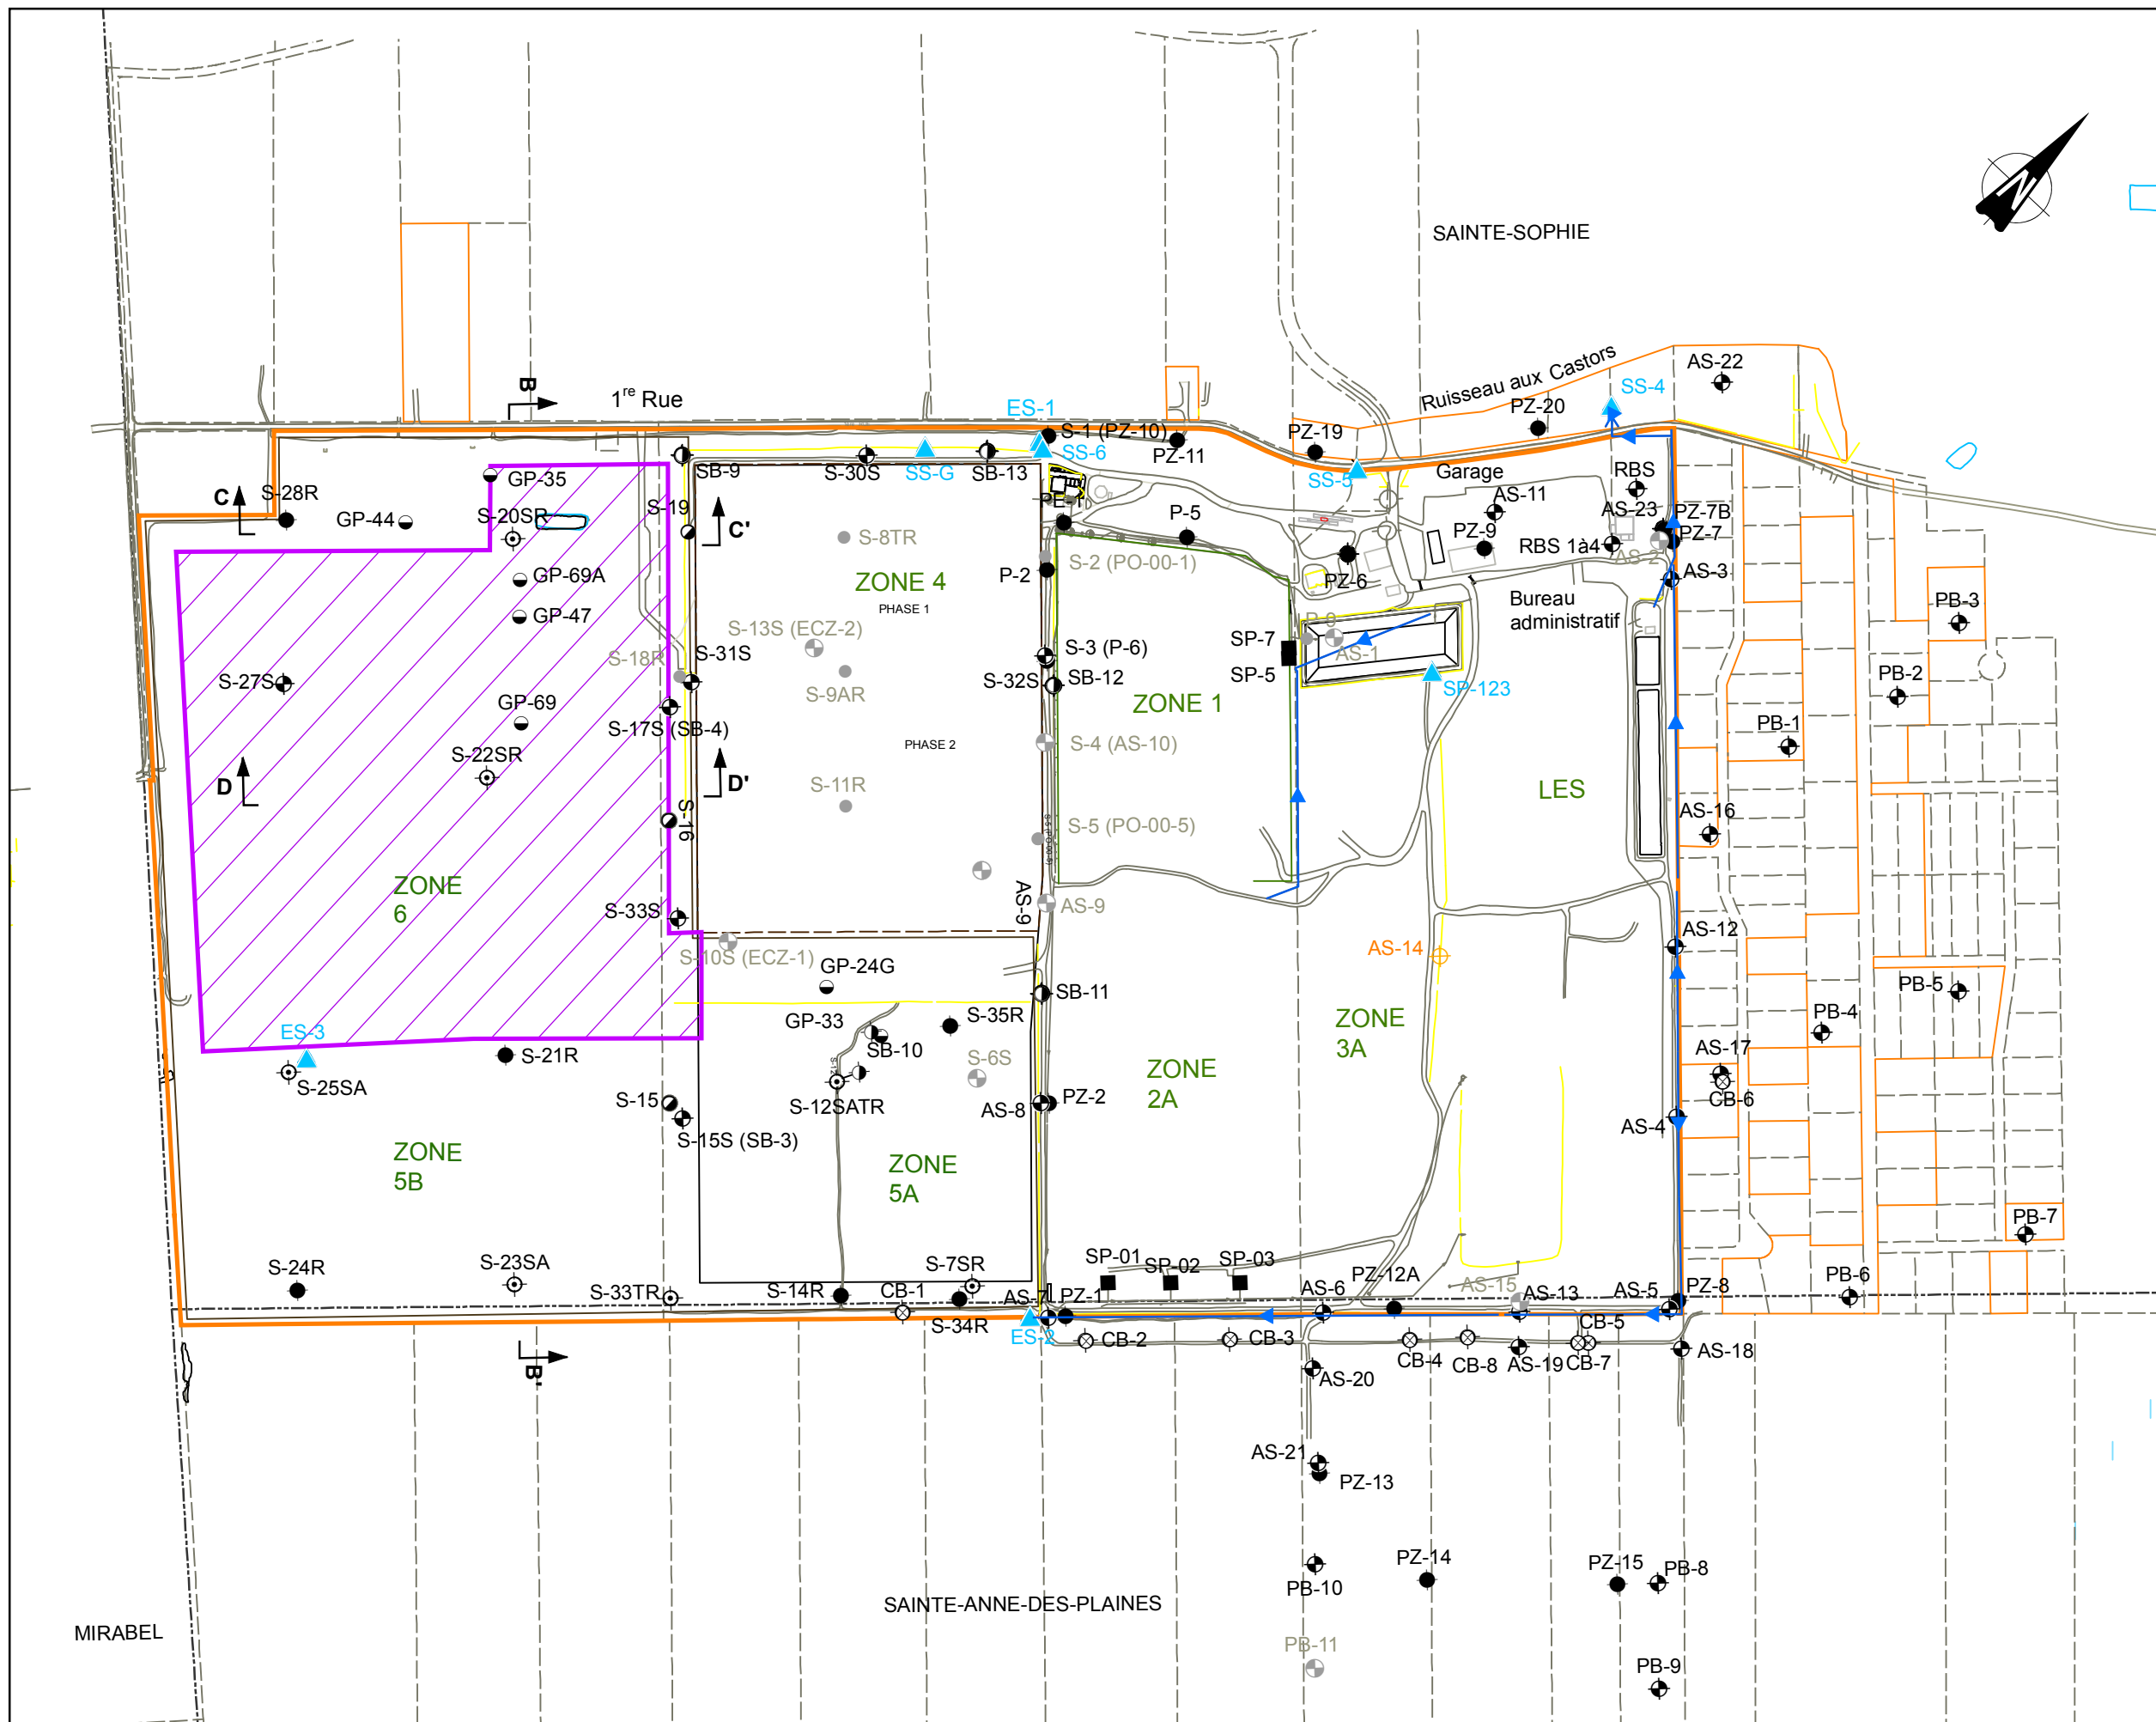 SAINTE-SOPHIE
N
Ruisseau aux Castors
AS-22
SS-4
PZ-20
PZ-19
B
1re Rue
ES-1
S-1 (PZ-10)
SS-6
PZ-11
SS-5
Garage
RBS
AS-11
AS-23
PZ-7B
PZ-7
PZ-9
RBS 1à4
AS-2
AS-3
C
S-28R
GP-35
GP-44
S-20SR
S-19
SB-9
S-30S
SS-G
SB-13
C'
S-8TR
ZONE 4
PHASE 1
P-5
S-2 (PO-00-1)
P-2
PZ-6
Bureau
administratif
GP-69A
GP-47
S-13S (ECZ-2)
S-18R
S-31S
S-9AR
S-3 (P-6)
S-32S
SB-12
SP-7
SP-5
AS-1
SP-123
PB-3
PB-2
PB-1
S-27S
GP-69
S-17S (SB-4)
ZONE 1
PHASE 2
S-4 (AS-10)
S-22SR
D
D'
S-11R
S-16
S-5 (PO-00-5)
S-5 (PO-00-5)
LES
AS-16
ZONE
6
S-33S
AS-9
AS-9
AS-14
AS-12
S-10S (ECZ-1)
GP-24G
SB-11
PB-5
PB-4
ES-3
S-25SA
S-21R
GP-33
SB-10
S-35R
S-6S
ZONE
3A
ZONE
2A
AS-17
CB-6
S-12SATR
S-15
S-15S (SB-3)
AS-8
PZ-2
AS-4
ZONE
5B
ZONE
5A
PB-7
S-24R
S-23SA
S-33TR
S-14R
CB-1
S-7SR
S-34R
AS-7
PZ-1
ES-2
SP-01
SP-02
SP-03
AS-6
PZ-12A
AS-15
AS-13
AS-5
PZ-8
PB-6
CB-2
CB-3
CB-4
CB-8
AS-19
CB-5
CB-7
AS-18
B'
AS-20
AS-21
PZ-13
PB-10
PZ-14
PZ-15
PB-8
SAINTE-ANNE-DES-PLAINES
MIRABEL
PB-11
PB-9